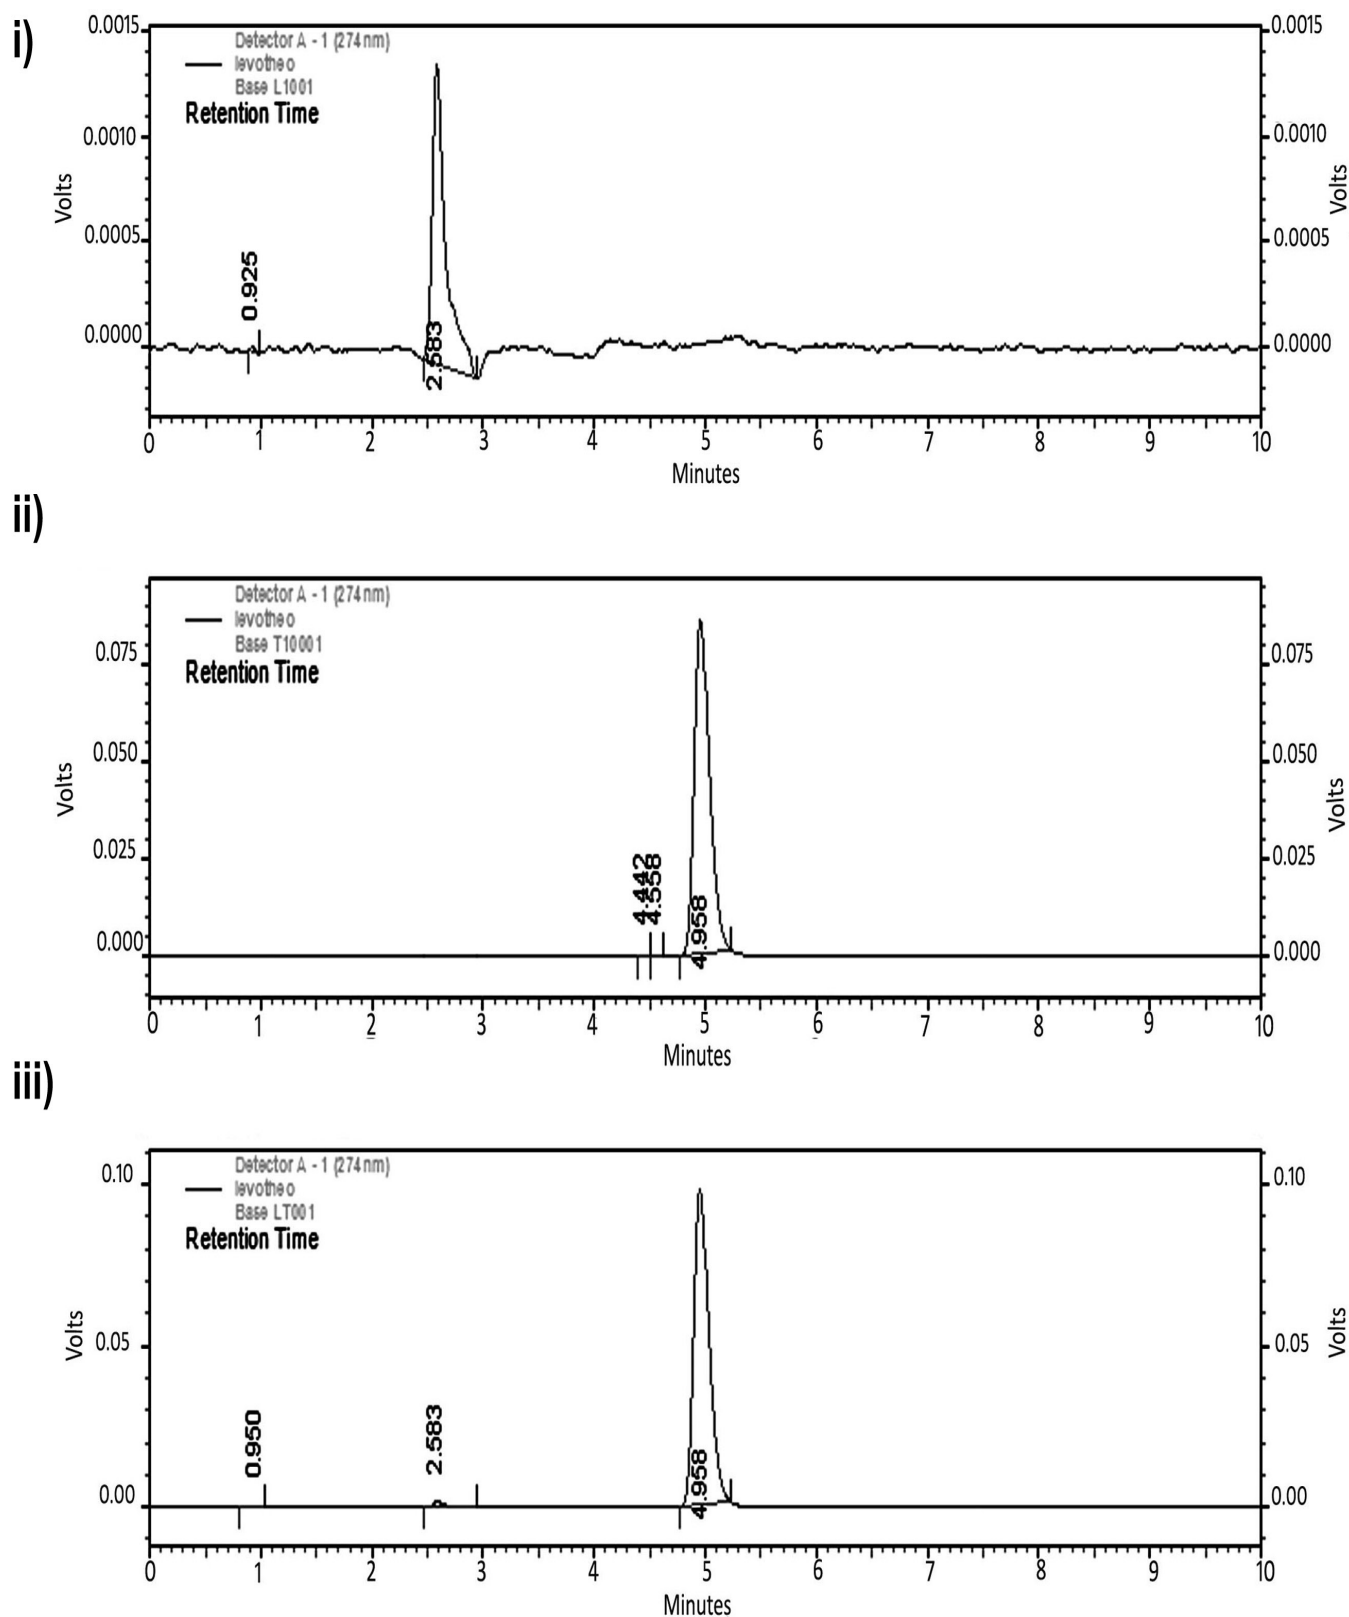 i)
0.0015
0.0015
Detector A - 1 (274nm)
levotheo
Base L1001
Retention Time
0.0010
0.0010
Volts
Volts
0.0005
0.0005
0.925
0.0000
0.0000
2.583
0 1 2 3 4 5 6 7 8 9 10
Minutes
ii)
Detector A - 1 (274nm)
levotheo
Base T10001
Retention Time
0.075
0.075
0.050
0.050
Volts
Volts
0.025
0.025
4.442
4.558
4.958
0.000
0.000
0 1 2 3 4 5 6 7 8 9 10
Minutes
iii)
Detector A - 1 (274nm)
levotheo
Base LT001
Retention Time
0.10
0.10
Volts
Volts
0.05
0.05
0.950
2.583
4.958
0.00
0.00
0 1 2 3 4 5 6 7 8 9 10
Minutes